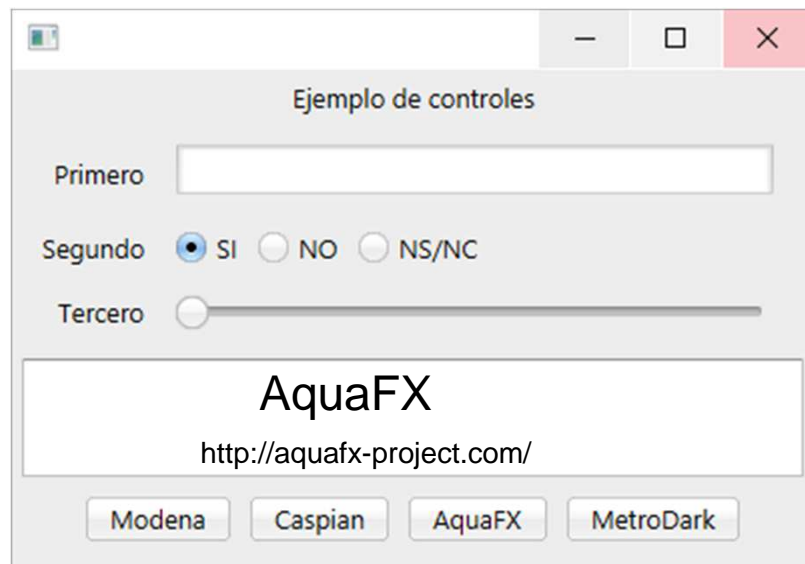 Ejemplo de controles
Primero
Segundo SI NO NS/NC
Tercero
AquaFX
http://aquafx-project.com/
Modena Caspian AquaFX MetroDark